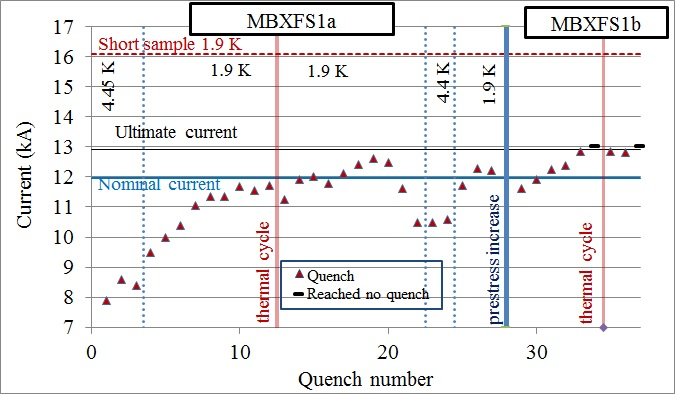 MBXFS1a
MBXFS1b
17
16
15
14
13
12
11
10
9
8
7
Current (kA)
Short sample 1.9 K
4.45 K
1.9 K
1.9 K
4.4 K
1.9 K
Ultimate current
Nominal current
thermal cycle
prestress increase
thermal cycle
Quench
Reached no quench
0
10
20
30
Quench number